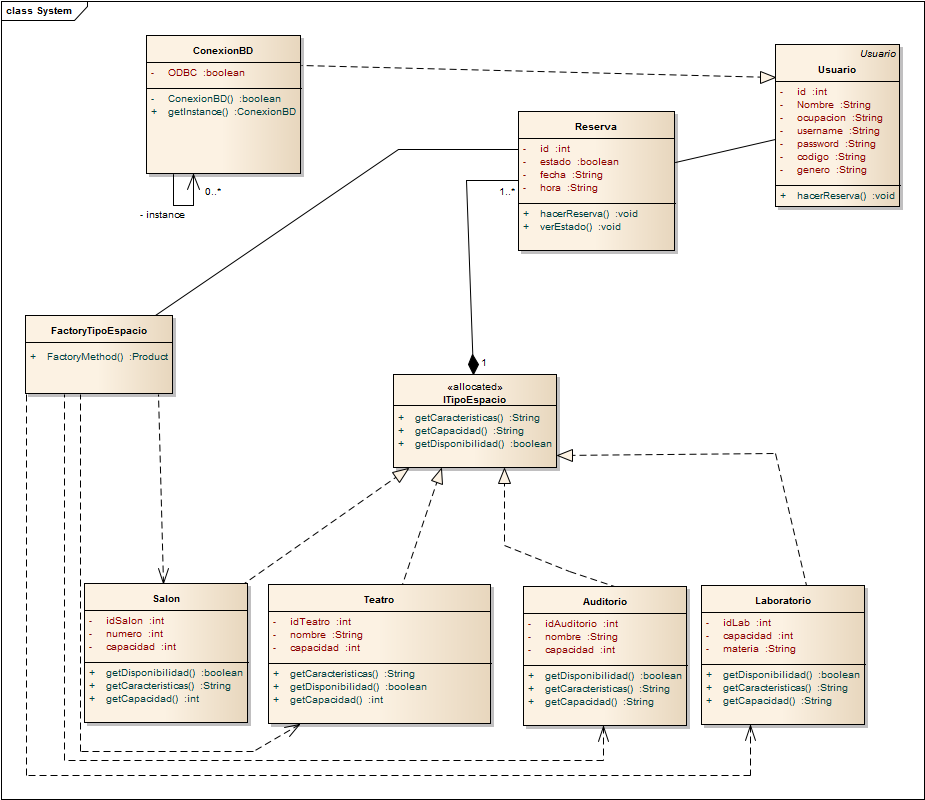 class System
ConexionBD
- ODBC :boolean
- ConexionBD() :boolean
+ getInstance() :ConexionBD
0..*
- instance
Usuario
Usuario
- id :int
- Nombre :String
- ocupacion :String
- username :String
- password :String
- codigo :String
- genero :String
+ hacerReserva() :void
Reserva
- id :int
- estado :boolean
- fecha :String
- hora :String
+ hacerReserva() :void
+ verEstado() :void
1..*
FactoryTipoEspacio
+ FactoryMethod() :Product
1
«allocated»
ITipoEspacio
+ getCaracteristicas() :String
+ getCapacidad() :String
+ getDisponibilidad() :boolean
Salon
- idSalon :int
- numero :int
- capacidad :int
+ getDisponibilidad() :boolean
+ getCaracteristicas() :String
+ getCapacidad() :int
Teatro
- idTeatro :int
- nombre :String
- capacidad :int
+ getCaracteristicas() :String
+ getDisponibilidad() :boolean
+ getCapacidad() :int
Auditorio
- idAuditorio :int
- nombre :String
- capacidad :int
+ getDisponibilidad() :boolean
+ getCaracteristicas() :String
+ getCapacidad() :String
Laboratorio
- idLab :int
- capacidad :int
- materia :String
+ getDisponibilidad() :boolean
+ getCaracteristicas() :String
+ getCapacidad() :String